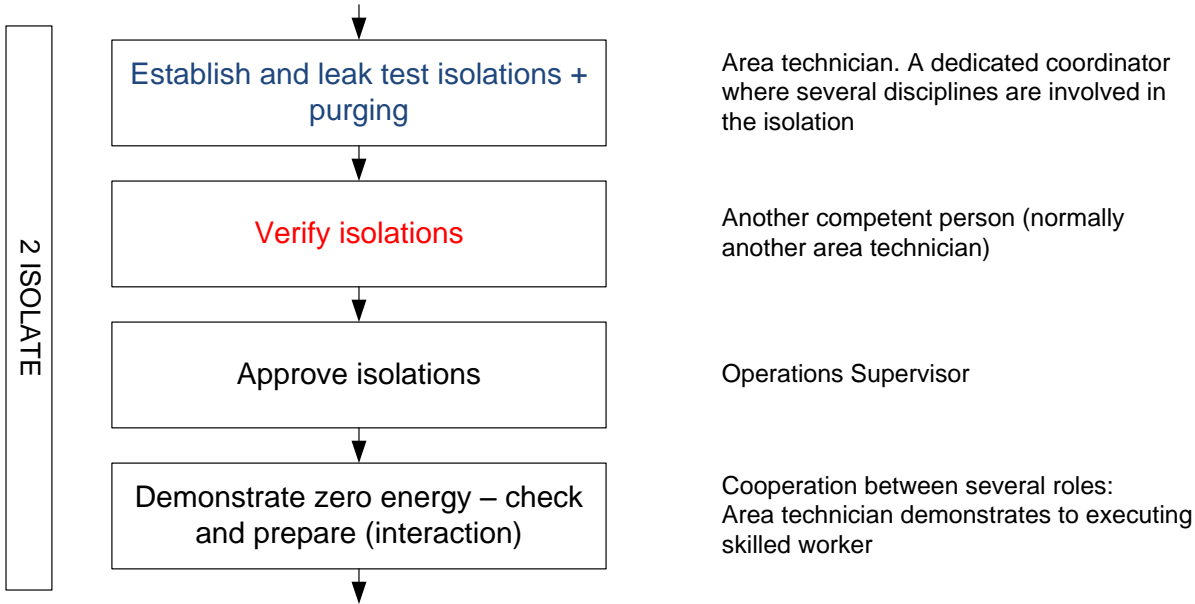 2 ISOLATE
Establish and leak test isolations +
purging
Area technician. A dedicated coordinator
where several disciplines are involved in
the isolation
Verify isolations
Another competent person (normally
another area technician)
Approve isolations
Operations Supervisor
Demonstrate zero energy – check
and prepare (interaction)
Cooperation between several roles:
Area technician demonstrates to executing
skilled worker